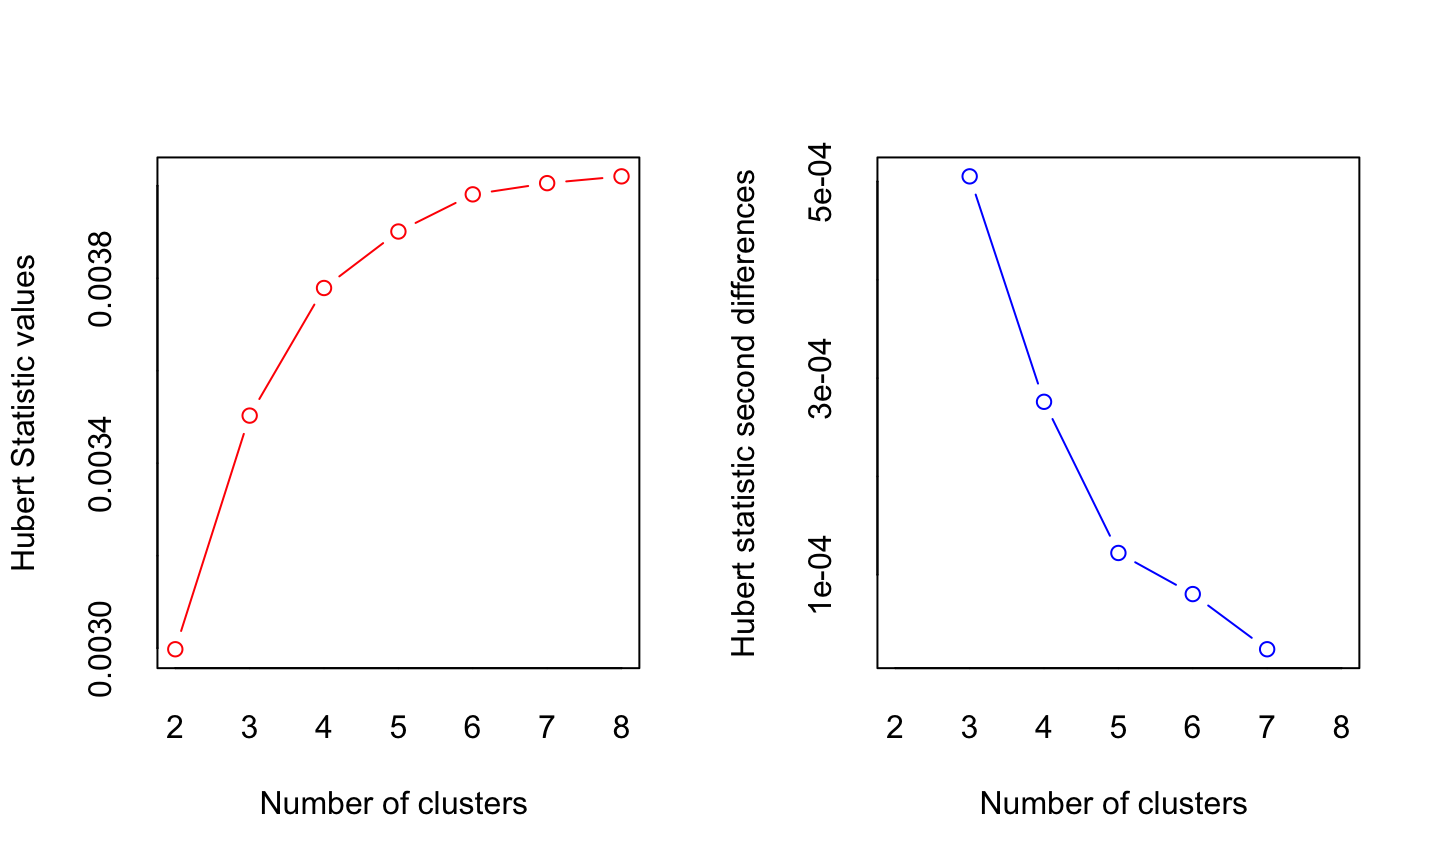 Hubert Statistic values
0.0030 0.0034 0.0038
2 3 4 5 6 7 8
Number of clusters
Hubert statistic second differences
1e-04 3e-04 5e-04
2 3 4 5 6 7 8
Number of clusters